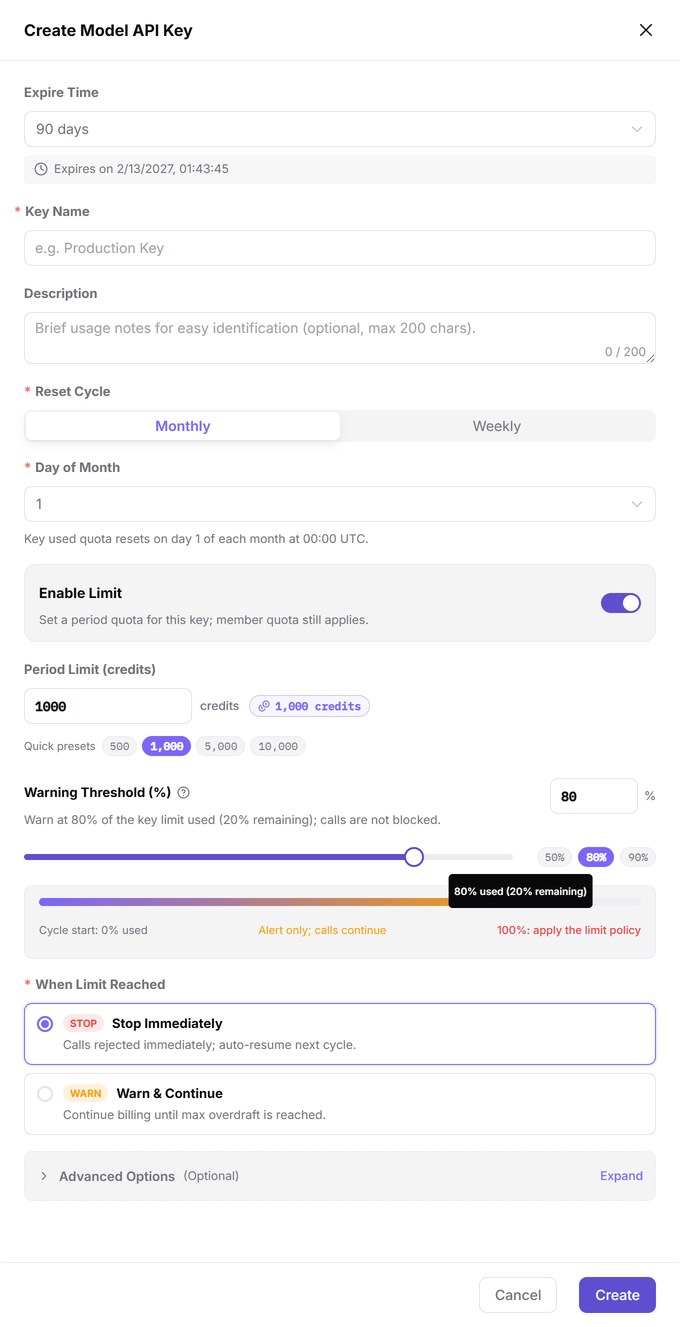 Create Model API Key
Expire Time
90 days
Expires on 2/13/2027, 01:43:45
* Key Name
e.g. Production Key
Description
Brief usage notes for easy identification (optional, max 200 chars).
0 / 200
* Reset Cycle
Monthly Weekly
* Day of Month
1
Key used quota resets on day 1 of each month at 00:00 UTC.
Enable Limit
Set a period quota for this key; member quota still applies.
Period Limit (credits)
1000 credits 1,000 credits
Quick presets 500 1,000 5,000 10,000
Warning Threshold (%) 80 %
Warn at 80% of the key limit used (20% remaining); calls are not blocked.
50% 80% 90%
80% used (20% remaining)
Cycle start: 0% used Alert only; calls continue 100%: apply the limit policy
* When Limit Reached
STOP Stop Immediately
Calls rejected immediately; auto-resume next cycle.
WARN Warn & Continue
Continue billing until max overdraft is reached.
Advanced Options (Optional) Expand
Cancel Create